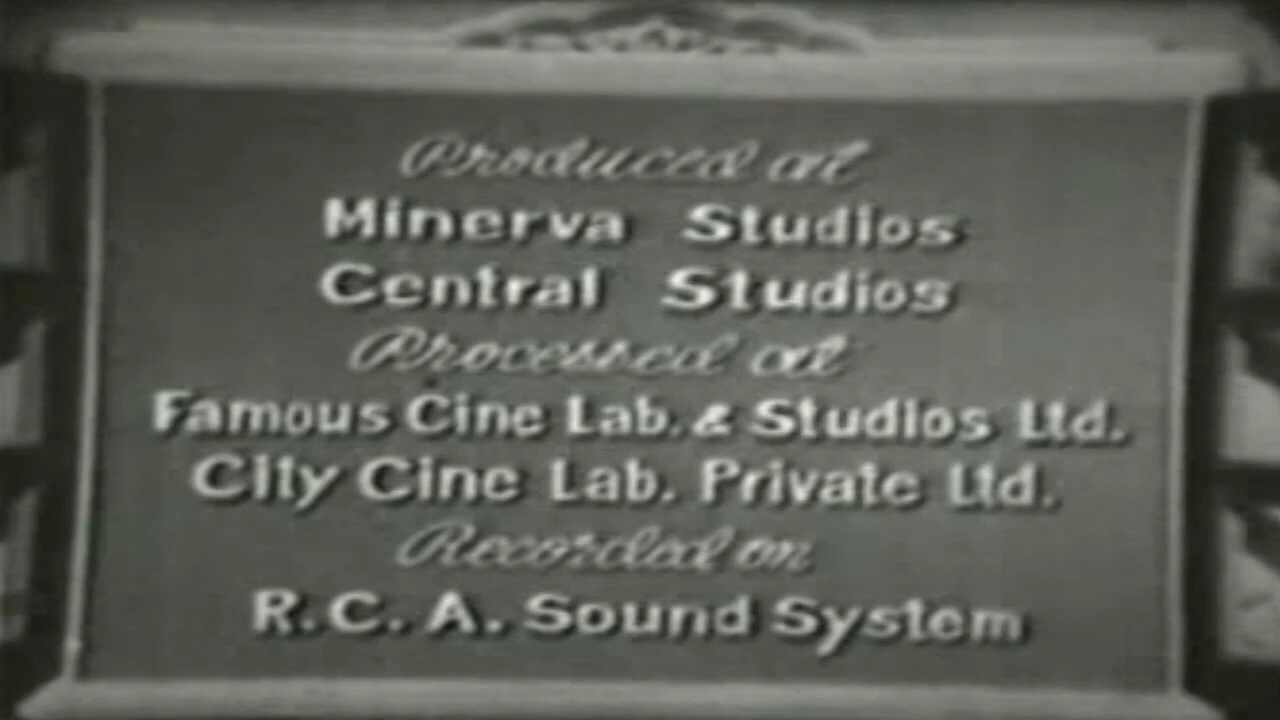 Produced at
Minerva Studios
Central Studios
Processed at
Famous Cine Lab. & Studios Ltd.
City Cine Lab. Private Ltd.
Recorded on
R.C.A. Sound System